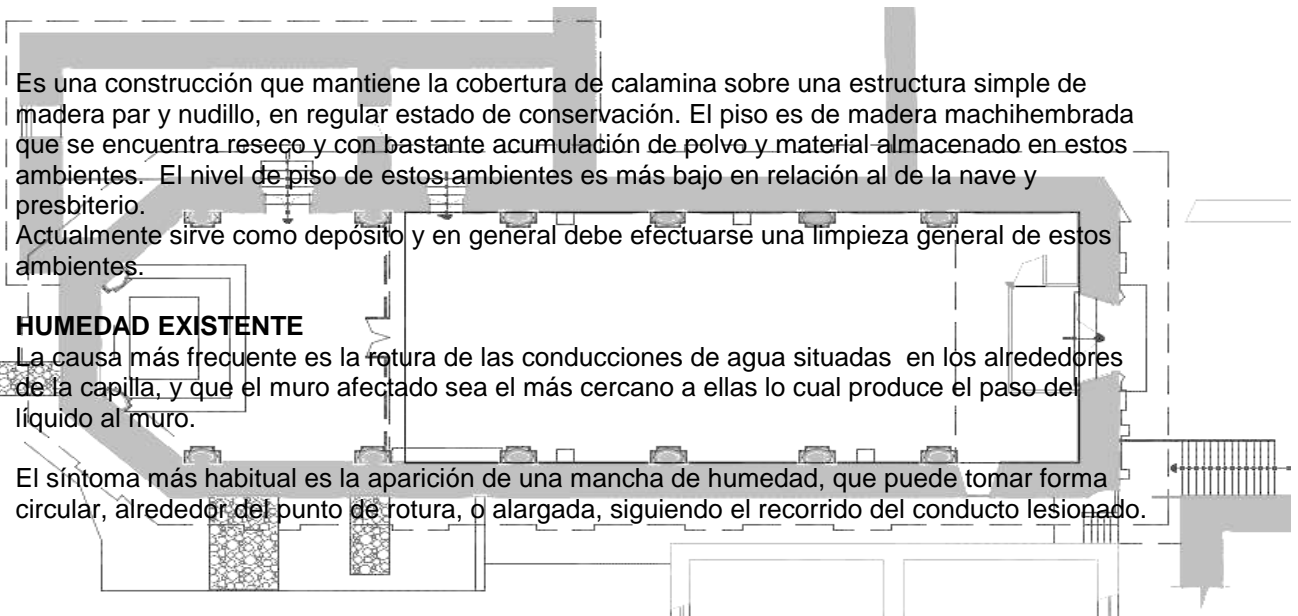 Es una construcción que mantiene la cobertura de calamina sobre una estructura simple de
madera par y nudillo, en regular estado de conservación. El piso es de madera machihembrada
que se encuentra reseco y con bastante acumulación de polvo y material almacenado en estos
ambientes.  El nivel de piso de estos ambientes es más bajo en relación al de la nave y
presbiterio.
Actualmente sirve como depósito y en general debe efectuarse una limpieza general de estos
ambientes.
HUMEDAD EXISTENTE
La causa más frecuente es la rotura de las conducciones de agua situadas  en los alrededores
de la capilla, y que el muro afectado sea el más cercano a ellas lo cual produce el paso del
líquido al muro.
El síntoma más habitual es la aparición de una mancha de humedad, que puede tomar forma
circular, alrededor del punto de rotura, o alargada, siguiendo el recorrido del conducto lesionado.